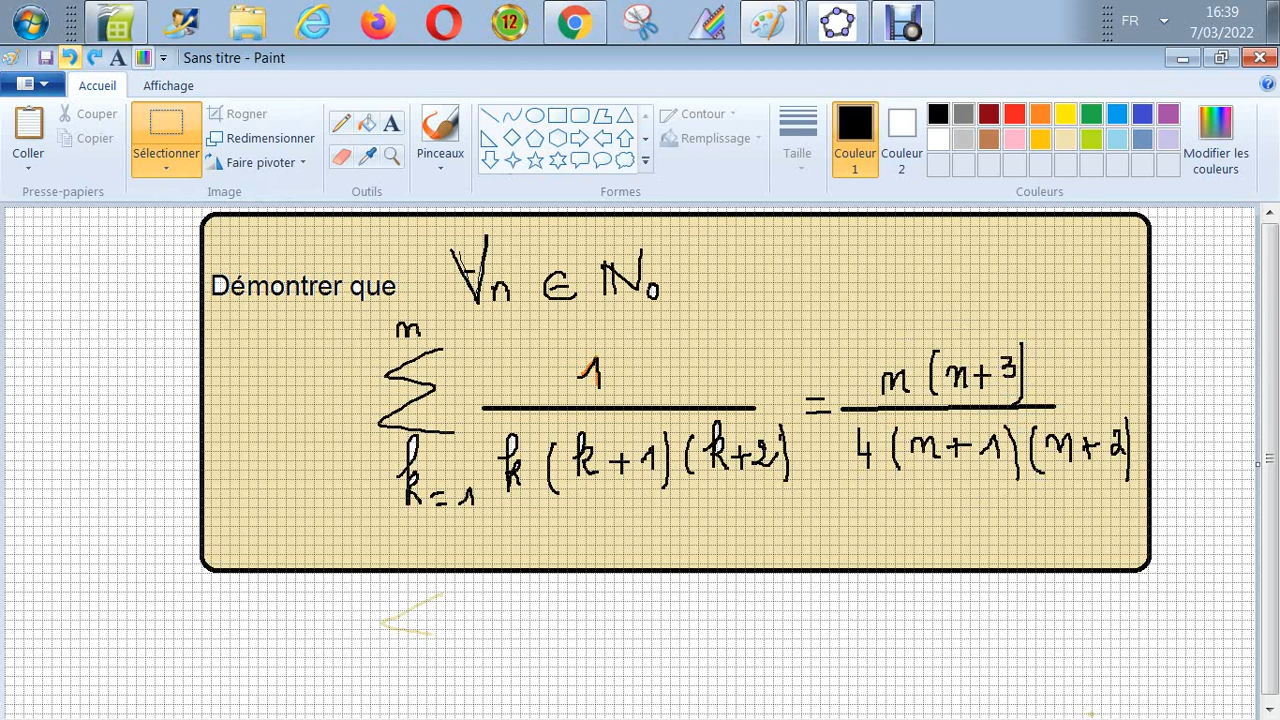 12
FR
16:39
7/03/2022
Sans titre - Paint
Accueil Affichage
Coller
Couper
Copier
Presse-papiers
Sélectionner
Rogner
Redimensionner
Faire pivoter
Image
A
Outils
Pinceaux
Contour
Remplissage
Formes
Taille
Couleur 1
Couleur 2
Modifier les couleurs
Couleurs
Démontrer que ∀n ∈ ℕ₀
n
∑ 1 = n(n+3)
k=1 k(k+1)(k+2) 4(n+1)(n+2)